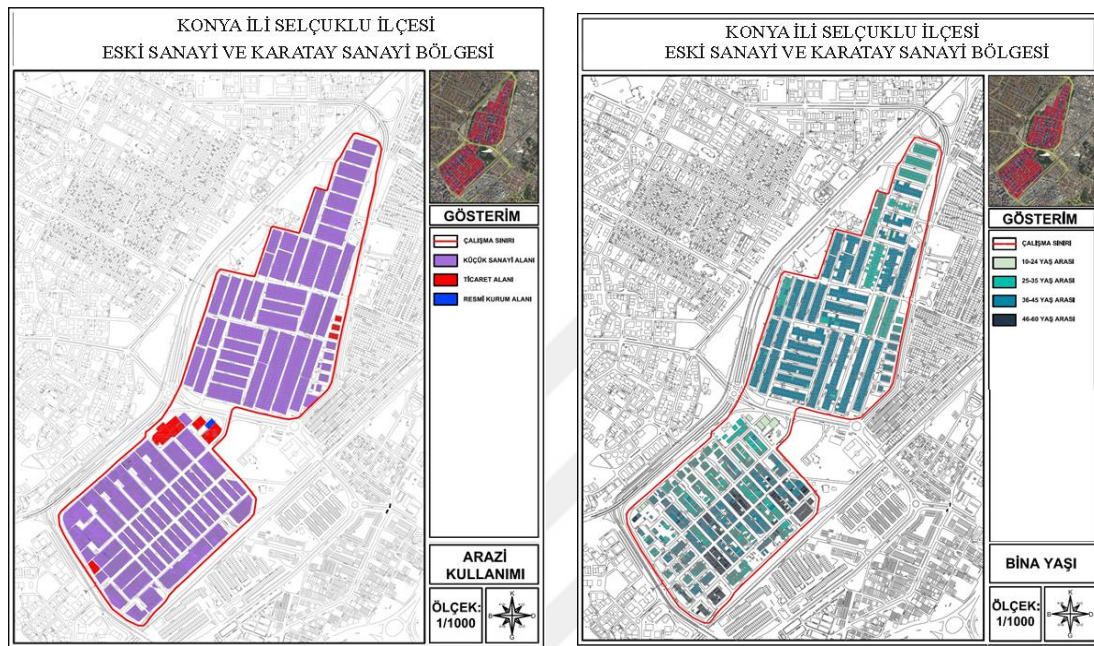 KONYA İLİ SELÇUKLU İLÇESİ
ESKİ SANAYİ VE KARATAY SANAYİ BÖLGESİ
GÖSTERİM
ÇALIŞMA SINIRI
KÜÇÜK SANAYİ ALANI
TİCARET ALANI
RESMİ KURUM ALANI
ARAZİ
KULLANIMI
ÖLÇEK:
1/1000
K
B
D
G
KONYA İLİ SELÇUKLU İLÇESİ
ESKİ SANAYİ VE KARATAY SANAYİ BÖLGESİ
GÖSTERİM
ÇALIŞMA SINIRI
10-24 YAŞ ARASI
25-35 YAŞ ARASI
36-45 YAŞ ARASI
46-60 YAŞ ARASI
BİNA YAŞI
ÖLÇEK:
1/1000
K
B
D
G